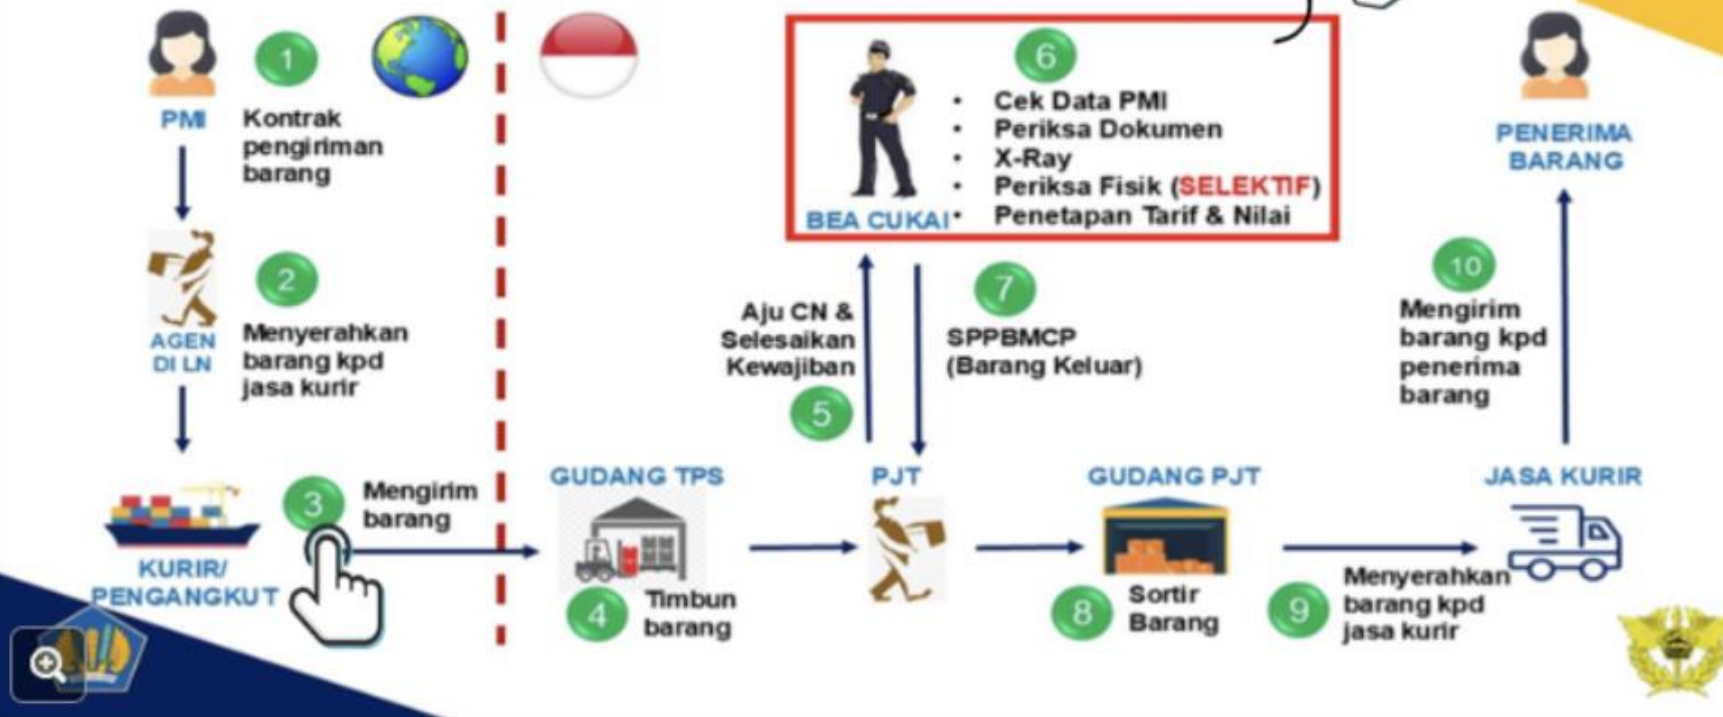 1
PMI
Kontrak
pengiriman
barang
2
AGEN
DI LN
Menyerahkan
barang kpd
jasa kurir
3
Mengirim
barang
KURIR/
PENGANGKUT
GUDANG TPS
4
Timbun
barang
Aju CN &
Selesaikan
Kewajiban
5
BEA CUKAI
6
• Cek Data PMI
• Periksa Dokumen
• X-Ray
• Periksa Fisik (SELEKTIF)
• Penetapan Tarif & Nilai
7
SPPBMCP
(Barang Keluar)
PJT
GUDANG PJT
8
Sortir
Barang
9
Menyerahkan
barang kpd
jasa kurir
JASA KURIR
10
Mengirim
barang kpd
penerima
barang
PENERIMA
BARANG